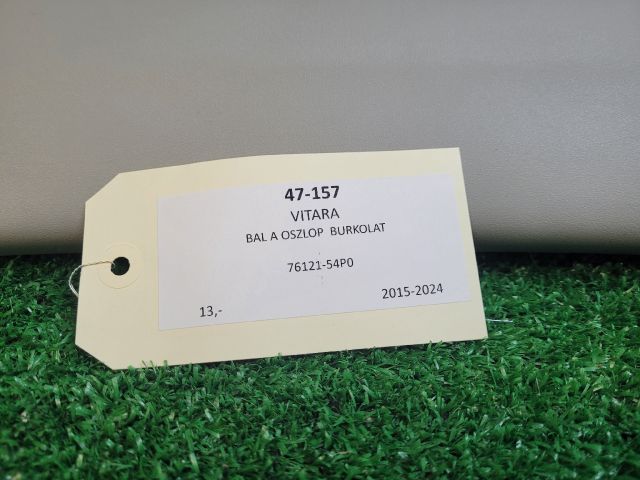 47-157
VITARA
BAL A OSZLOP BURKOLAT
76121-54P0
13,-
2015-2024